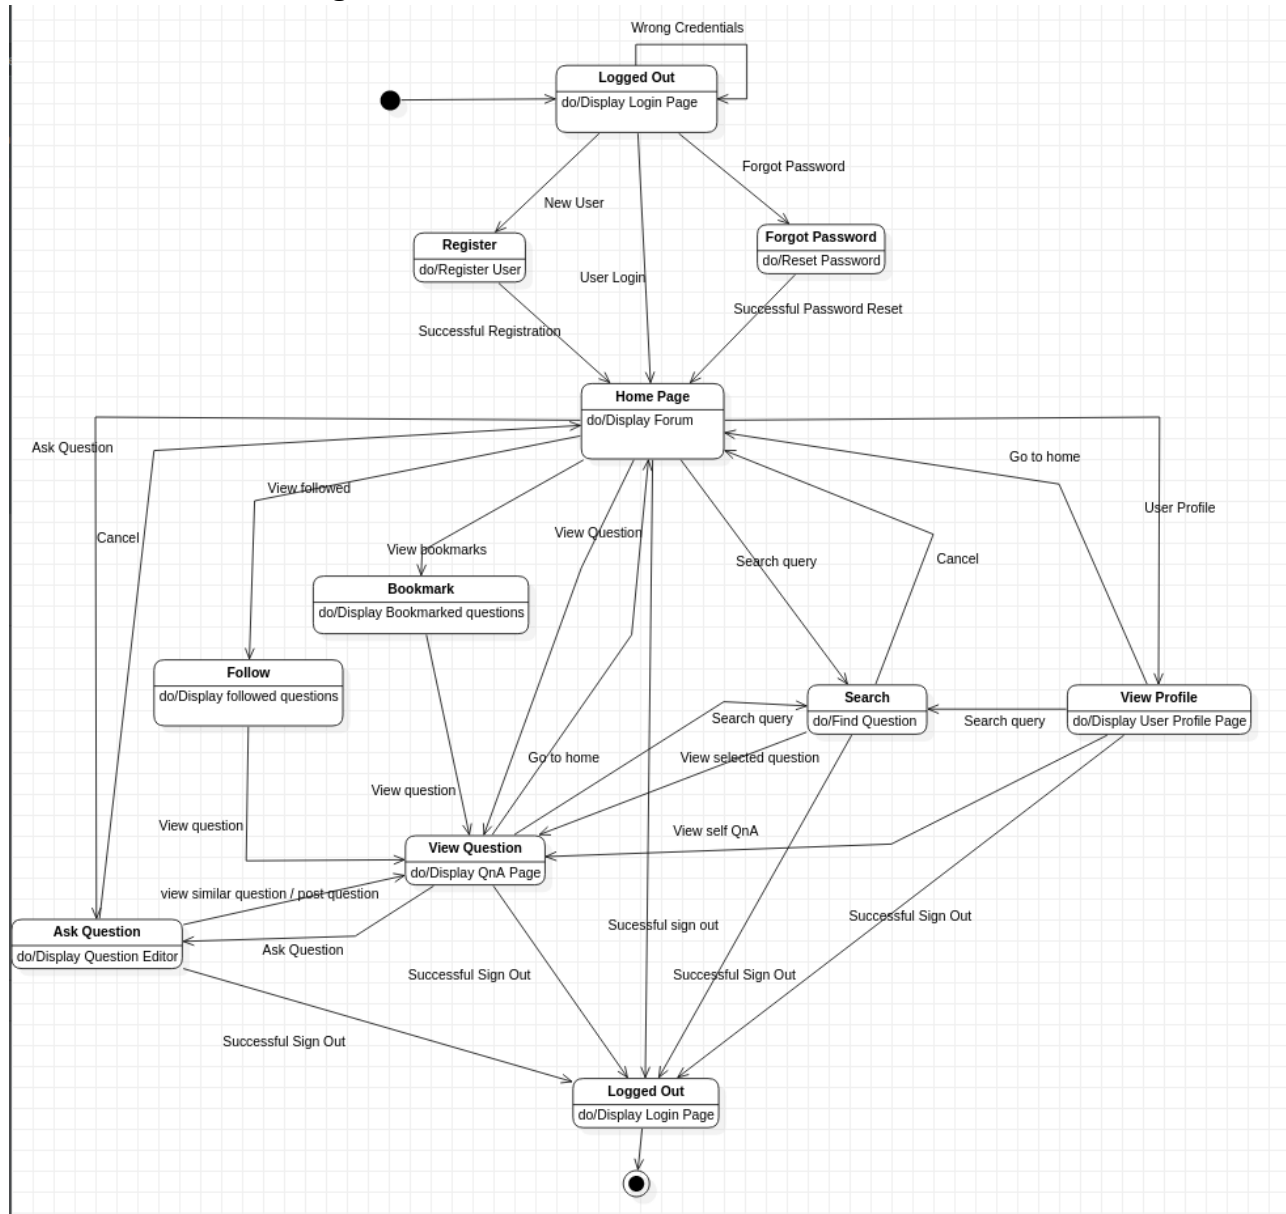 Wrong Credentials
Logged Out
do/Display Login Page
Forgot Password
New User
Register
do/Register User
Forgot Password
do/Reset Password
User Login
Successful Registration
Successful Password Reset
Home Page
do/Display Forum
Ask Question
Go to home
View followed
User Profile
Cancel
View bookmarks
View Question
Search query
Cancel
Bookmark
do/Display Bookmarked questions
Follow
do/Display followed questions
Search
do/Find Question
View Profile
do/Display User Profile Page
Search query
Search query
Go to home
View selected question
View question
View question
View self QnA
View Question
do/Display QnA Page
view similar question / post question
Ask Question
do/Display Question Editor
Ask Question
Sucessful sign out
Successful Sign Out
Successful Sign Out
Successful Sign Out
Successful Sign Out
Logged Out
do/Display Login Page